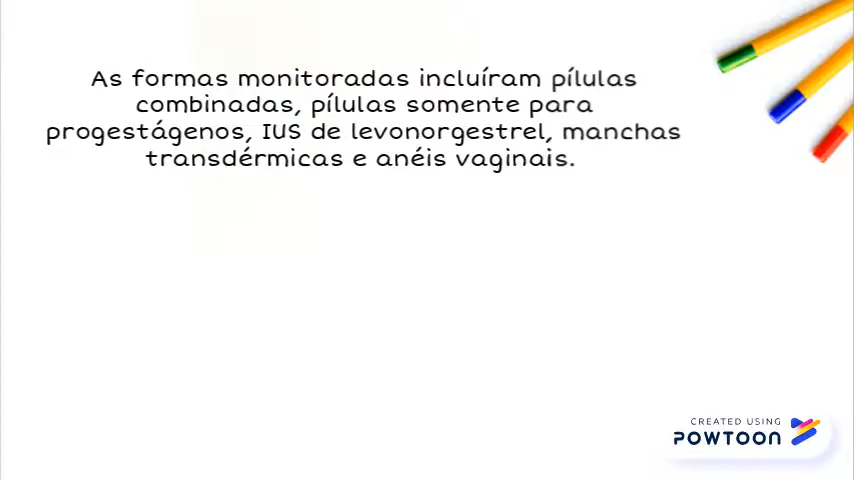 As formas monitoradas incluíram pílulas
combinadas, pílulas somente para
progestágenos, IUS de levonorgestrel, manchas
transdérmicas e anéis vaginais.
CREATED USING
POWTOON